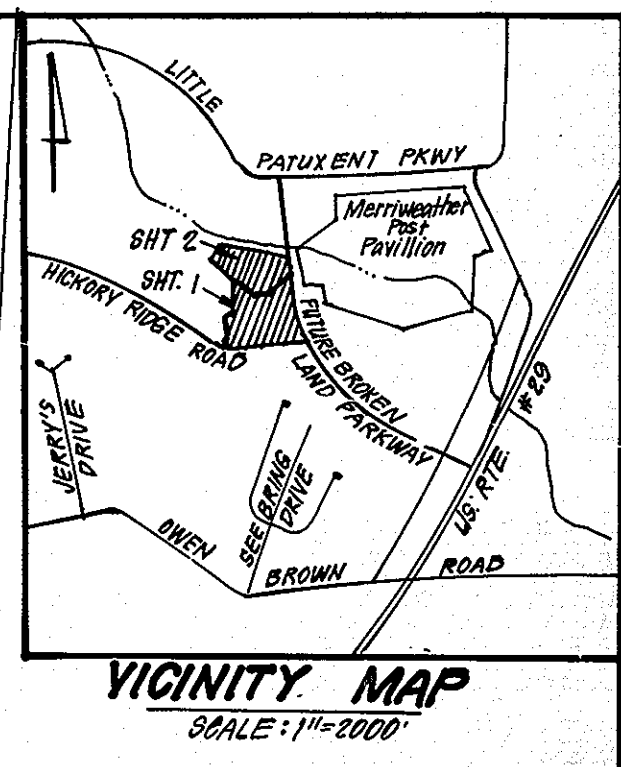 LITTLE
PATUXENT PKWY
Merriweather
Post
Pavillion
SHT 2
SHT. 1
HICKORY RIDGE ROAD
FUTURE BROKEN
LAND PARKWAY
#29
U.S. RTE.
JERRY'S
DRIVE
SEE BRING
DRIVE
OWEN
BROWN
ROAD
VICINITY MAP
SCALE: 1"=2000'